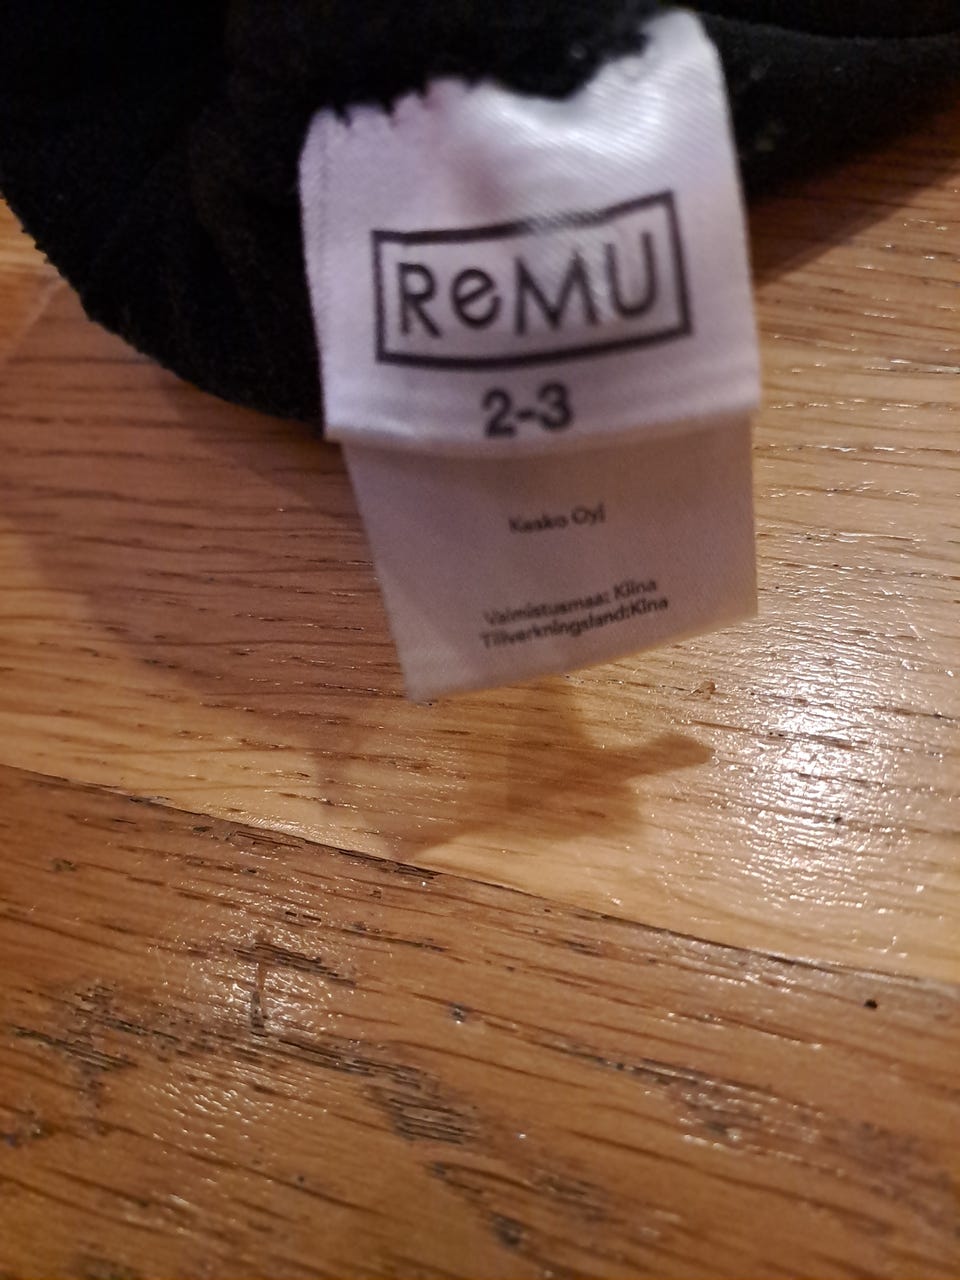 ReMU
2-3
Kesko Oyj
Valmistusmaa: Kiina
Tillverkningsland:Kina